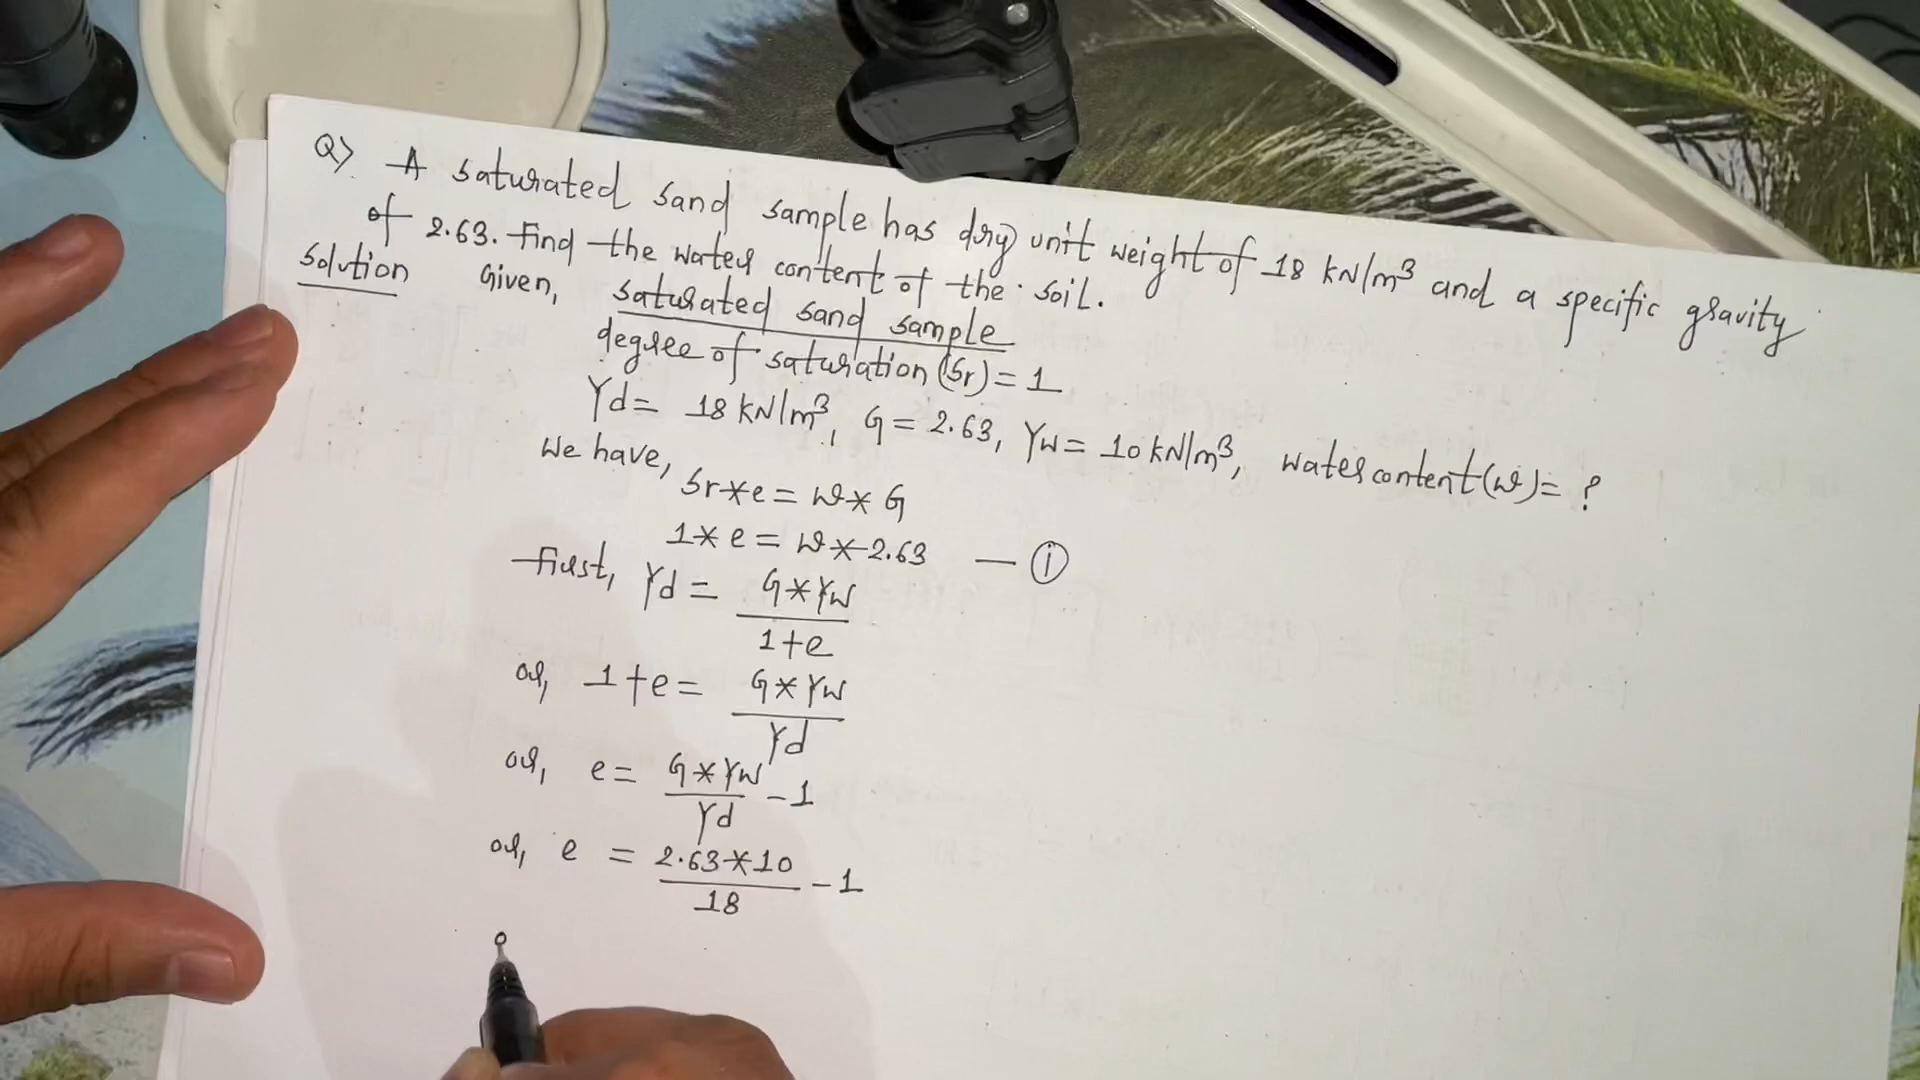 Q> A saturated sand sample has dry unit weight of 18 kN/m³ and a specific gravity
of 2.63. Find the water content of the soil.
Solution Given, saturated sand sample
degree of saturation (Sr) = 1
γd = 18 kN/m³, G = 2.63, γw = 10 kN/m³, water content (w) = ?
We have,
Sr*e = w*G
1*e = w*2.63 — ⓘ
First, γd = G*γw / 1+e
or, 1+e = G*γw / γd
or, e = G*γw / γd - 1
or, e = 2.63*10 / 18 - 1